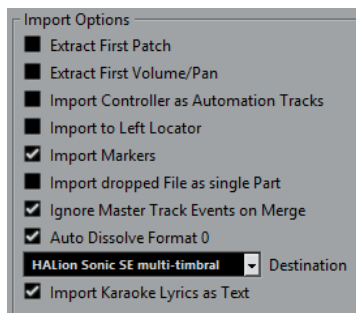 Import Options
Extract First Patch
Extract First Volume/Pan
Import Controller as Automation Tracks
Import to Left Locator
Import Markers
Import dropped File as single Part
Ignore Master Track Events on Merge
Auto Dissolve Format 0
HALion Sonic SE multi-timbral Destination
Import Karaoke Lyrics as Text